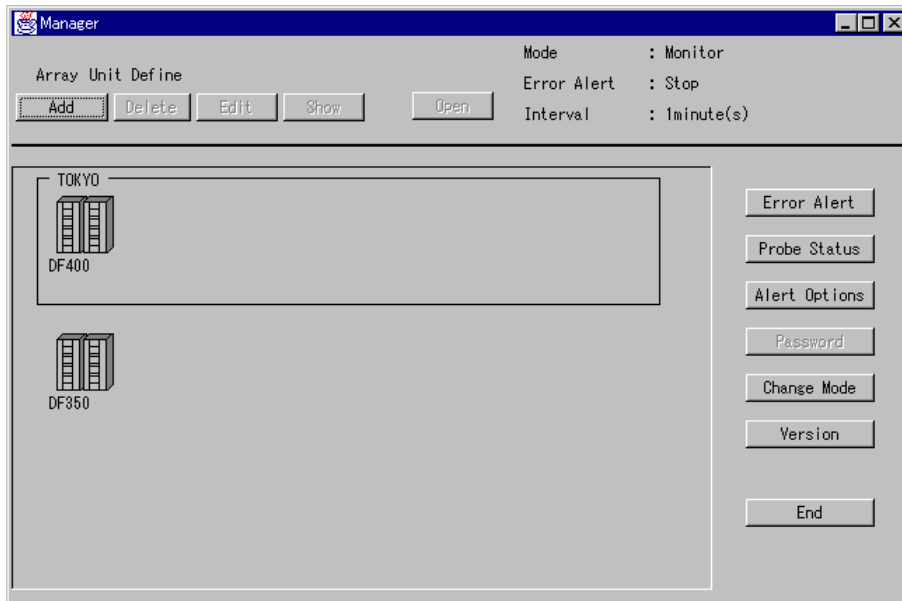 Manager
Array Unit Define
Add Delete Edit Show Open
Mode : Monitor
Error Alert : Stop
Interval : 1minute(s)
TOKYO
DF400
DF350
Error Alert
Probe Status
Alert Options
Password
Change Mode
Version
End